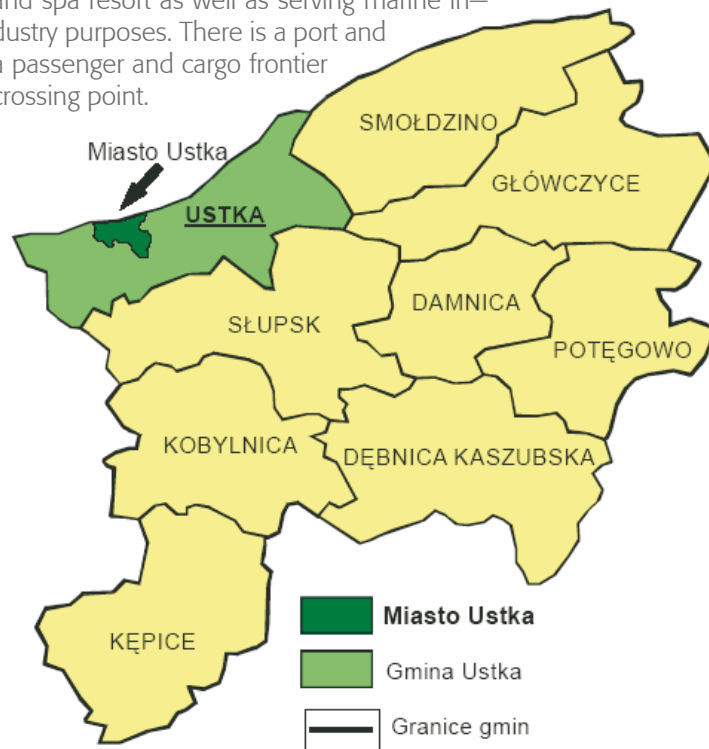 and spa resort as well as serving marine in–
dustry purposes. There is a port and
a passenger and cargo frontier
crossing point.
Miasto Ustka
SMOŁDZINO
GŁÓWCZYCE
USTKA
DAMNICA
SŁUPSK
POTĘGOWO
KOBYLNICA
DĘBNICA KASZUBSKA
KĘPICE
Miasto Ustka
Gmina Ustka
Granice gmin